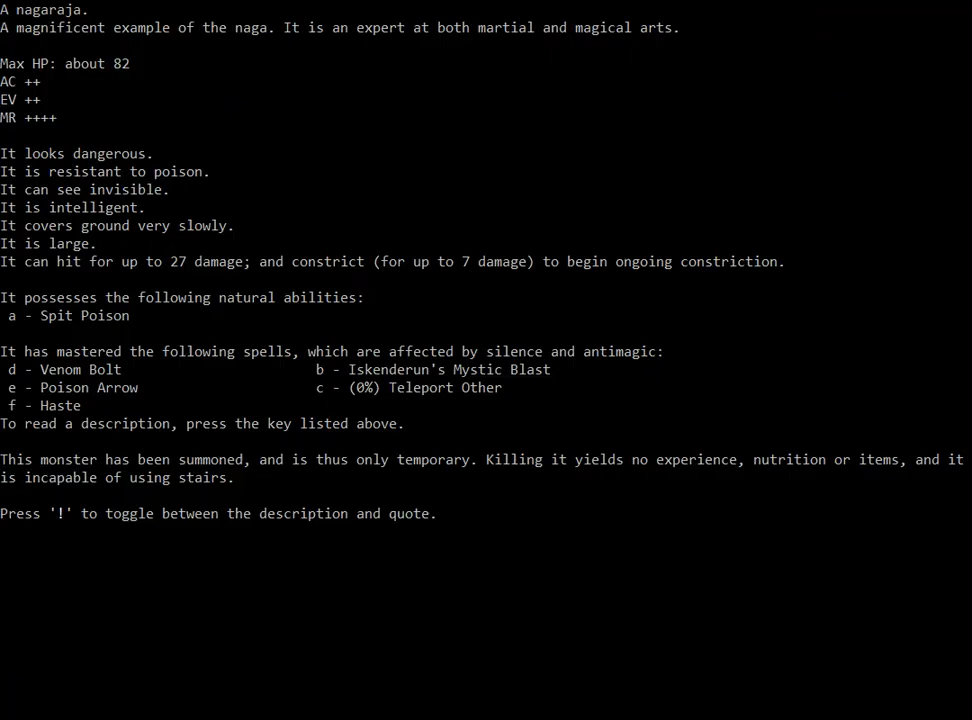 A nagaraja.
A magnificent example of the naga. It is an expert at both martial and magical arts.
Max HP: about 82
AC ++
EV ++
MR ++++
It looks dangerous.
It is resistant to poison.
It can see invisible.
It is intelligent.
It covers ground very slowly.
It is large.
It can hit for up to 27 damage; and constrict (for up to 7 damage) to begin ongoing constriction.
It possesses the following natural abilities:
a - Spit Poison
It has mastered the following spells, which are affected by silence and antimagic:
d - Venom Bolt b - Iskenderun's Mystic Blast
e - Poison Arrow c - (0%) Teleport Other
f - Haste
To read a description, press the key listed above.
This monster has been summoned, and is thus only temporary. Killing it yields no experience, nutrition or items, and it
is incapable of using stairs.
Press '!' to toggle between the description and quote.